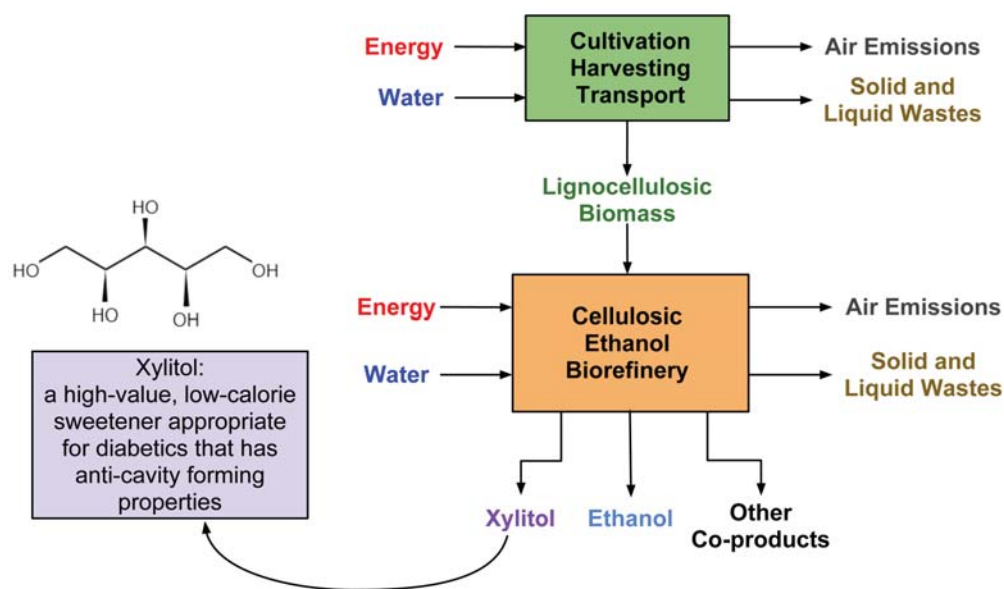 Energy
Water
Cultivation
Harvesting
Transport
Air Emissions
Solid and
Liquid Wastes
Lignocellulosic
Biomass
HO
HO
HO
OH
HO
OH
Xylitol:
a high-value, low-calorie
sweetener appropriate
for diabetics that has
anti-cavity forming
properties
Energy
Water
Cellulosic
Ethanol
Biorefinery
Air Emissions
Solid and
Liquid Wastes
Xylitol
Ethanol
Other
Co-products